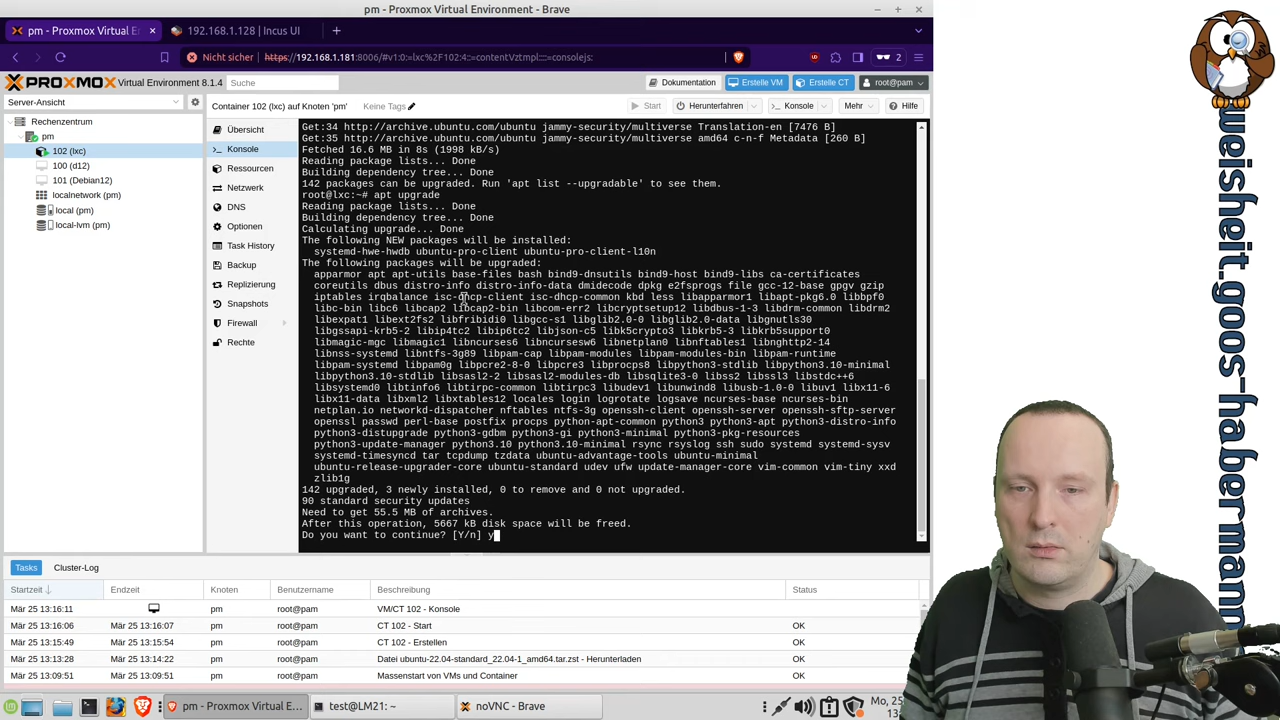 pm - Proxmox Virtual Environment - Brave
pm - Proxmox Virtual En
192.168.1.128 | Incus UI
Nicht sicher https://192.168.1.181:8006/#v1:0:=lxc%2F102:4:=contentVztmpl::::=consolejs:
2
PROXMOX Virtual Environment 8.1.4
Suche
Dokumentation
Erstelle VM
Erstelle CT
root@pam
Server-Ansicht
Container 102 (lxc) auf Knoten 'pm'
Keine Tags
Start
Herunterfahren
Konsole
Mehr
Hilfe
Rechenzentrum
pm
102 (lxc)
100 (d12)
101 (Debian12)
localnetwork (pm)
local (pm)
local-lvm (pm)
Übersicht
Konsole
Ressourcen
Netzwerk
DNS
Optionen
Task History
Backup
Replizierung
Snapshots
Firewall
Rechte
Get:34 http://archive.ubuntu.com/ubuntu jammy-security/multiverse Translation-en [7476 B]
Get:35 http://archive.ubuntu.com/ubuntu jammy-security/multiverse amd64 c-n-f Metadata [260 B]
Fetched 16.6 MB in 8s (1998 kB/s)
Reading package lists... Done
Building dependency tree... Done
142 packages can be upgraded. Run 'apt list --upgradable' to see them.
root@lxc:~# apt upgrade
Reading package lists... Done
Building dependency tree... Done
Calculating upgrade... Done
The following NEW packages will be installed:
systemd-hwe-hwdb ubuntu-pro-client ubuntu-pro-client-l10n
The following packages will be upgraded:
apparmor apt apt-utils base-files bash bind9-dnsutils bind9-host bind9-libs ca-certificates
coreutils dbus distro-info distro-info-data dmidecode dpkg e2fsprogs file gcc-12-base gpgv gzip
iptables irqbalance isc-dhcp-client isc-dhcp-common kbd less libapparmor1 libapt-pkg6.0 libbpf0
libc-bin libc6 libcap2 libcap2-bin libcom-err2 libcryptsetup12 libdbus-1-3 libdrm-common libdrm2
libexpat1 libext2fs2 libfribidi0 libgcc-s1 libglib2.0-0 libglib2.0-data libgnutls30
libgssapi-krb5-2 libip4tc2 libip6tc2 libjson-c5 libk5crypto3 libkrb5-3 libkrb5support0
libmagic-mgc libmagic1 libncurses6 libncursesw6 libnetplan0 libnftables1 libnghttp2-14
libnss-systemd libntfs-3g89 libpam-cap libpam-modules libpam-modules-bin libpam-runtime
libpam-systemd libpam0g libpcre2-8-0 libpcre3 libprocps8 libpython3-stdlib libpython3.10-minimal
libpython3.10-stdlib libsasl2-2 libsasl2-modules-db libsqlite3-0 libss2 libssl3 libstdc++6
libsystemd0 libtinfo6 libtirpc-common libtirpc3 libudev1 libunwind8 libusb-1.0-0 libuv1 libx11-6
libx11-data libxml2 libxtables12 locales login logrotate logsave ncurses-base ncurses-bin
netplan.io networkd-dispatcher nftables ntfs-3g openssh-client openssh-server openssh-sftp-server
openssl passwd perl-base postfix procps python-apt-common python3 python3-apt python3-distro-info
python3-distupgrade python3-gdbm python3-gi python3-minimal python3-pkg-resources
python3-update-manager python3.10 python3.10-minimal rsync rsyslog ssh sudo systemd systemd-sysv
systemd-timesyncd tar tcpdump tzdata ubuntu-advantage-tools ubuntu-minimal
ubuntu-release-upgrader-core ubuntu-standard udev ufw update-manager-core vim-common vim-tiny xxd
zlib1g
142 upgraded, 3 newly installed, 0 to remove and 0 not upgraded.
90 standard security updates
Need to get 55.5 MB of archives.
After this operation, 5667 kB disk space will be freed.
Do you want to continue? [Y/n] y
Tasks
Cluster-Log
Startzeit Endzeit Knoten Benutzername Beschreibung Status
Mär 25 13:16:11 pm root@pam VM/CT 102 - Konsole
Mär 25 13:16:06 Mär 25 13:16:07 pm root@pam CT 102 - Start OK
Mär 25 13:15:49 Mär 25 13:15:54 pm root@pam CT 102 - Erstellen OK
Mär 25 13:13:28 Mär 25 13:14:22 pm root@pam Datei ubuntu-22.04-standard_22.04-1_amd64.tar.zst - Herunterladen OK
Mär 25 13:09:51 Mär 25 13:09:51 pm root@pam Massenstart von VMs und Container OK
pm - Proxmox Virtual E...
test@LM21: ~
noVNC - Brave
Mo, 25
weisheit.goos-habermann